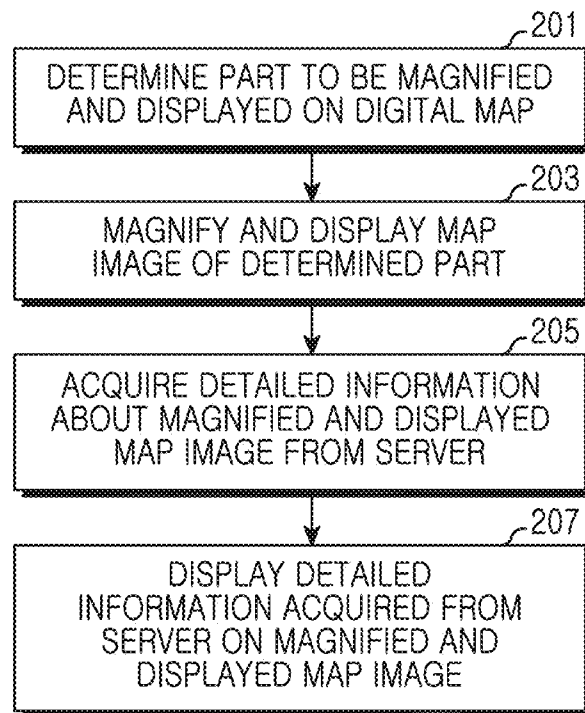 201
DETERMINE PART TO BE MAGNIFIED
AND DISPLAYED ON DIGITAL MAP
203
MAGNIFY AND DISPLAY MAP
IMAGE OF DETERMINED PART
205
ACQUIRE DETAILED INFORMATION
ABOUT MAGNIFIED AND DISPLAYED
MAP IMAGE FROM SERVER
207
DISPLAY DETAILED
INFORMATION ACQUIRED FROM
SERVER ON MAGNIFIED AND
DISPLAYED MAP IMAGE